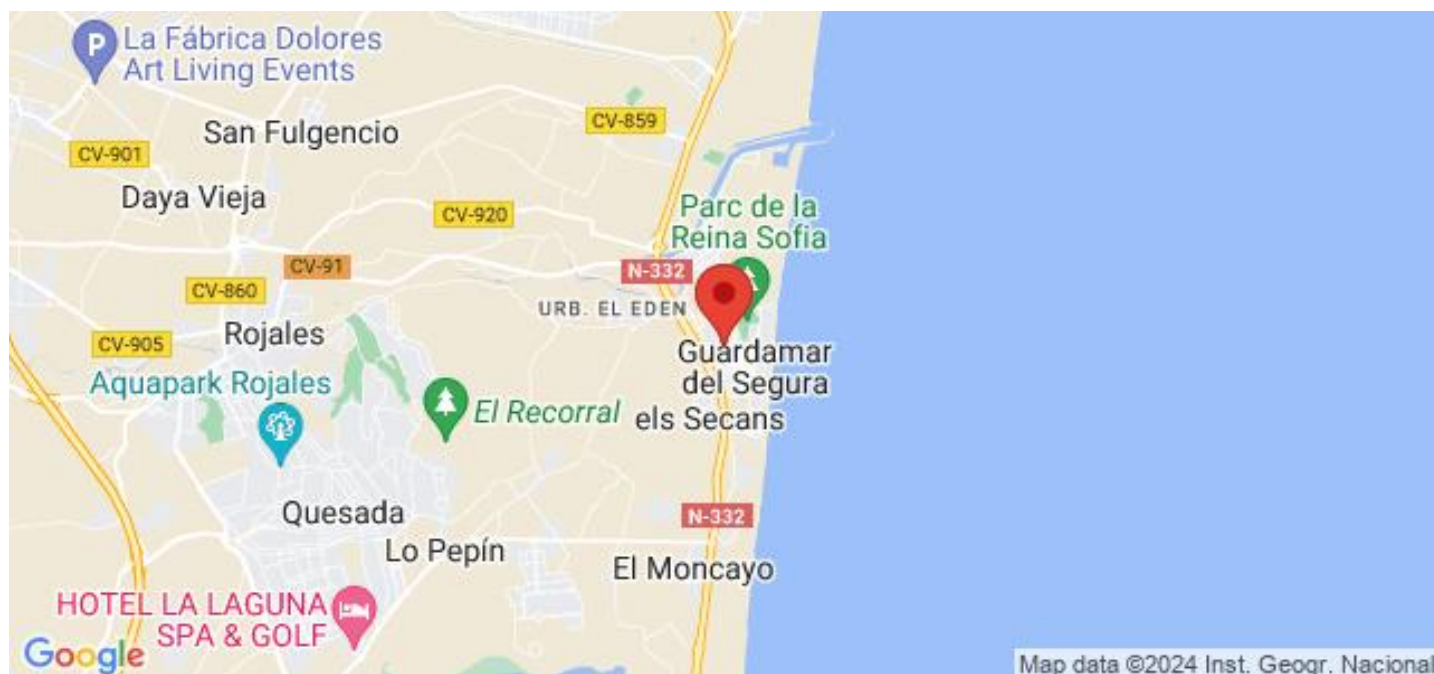 La Fábrica Dolores
Art Living Events
CV-859
San Fulgencio
CV-901
Daya Vieja
CV-920
Parc de la
Reina Sofia
CV-91
N-332
CV-860
URB. EL EDEN
Rojales
CV-905
Guardamar
del Segura
Aquapark Rojales
El Recorral
els Secans
Quesada
N-332
Lo Pepín
El Moncayo
HOTEL LA LAGUNA
SPA & GOLF
Google
Map data ©2024 Inst. Geogr. Nacional